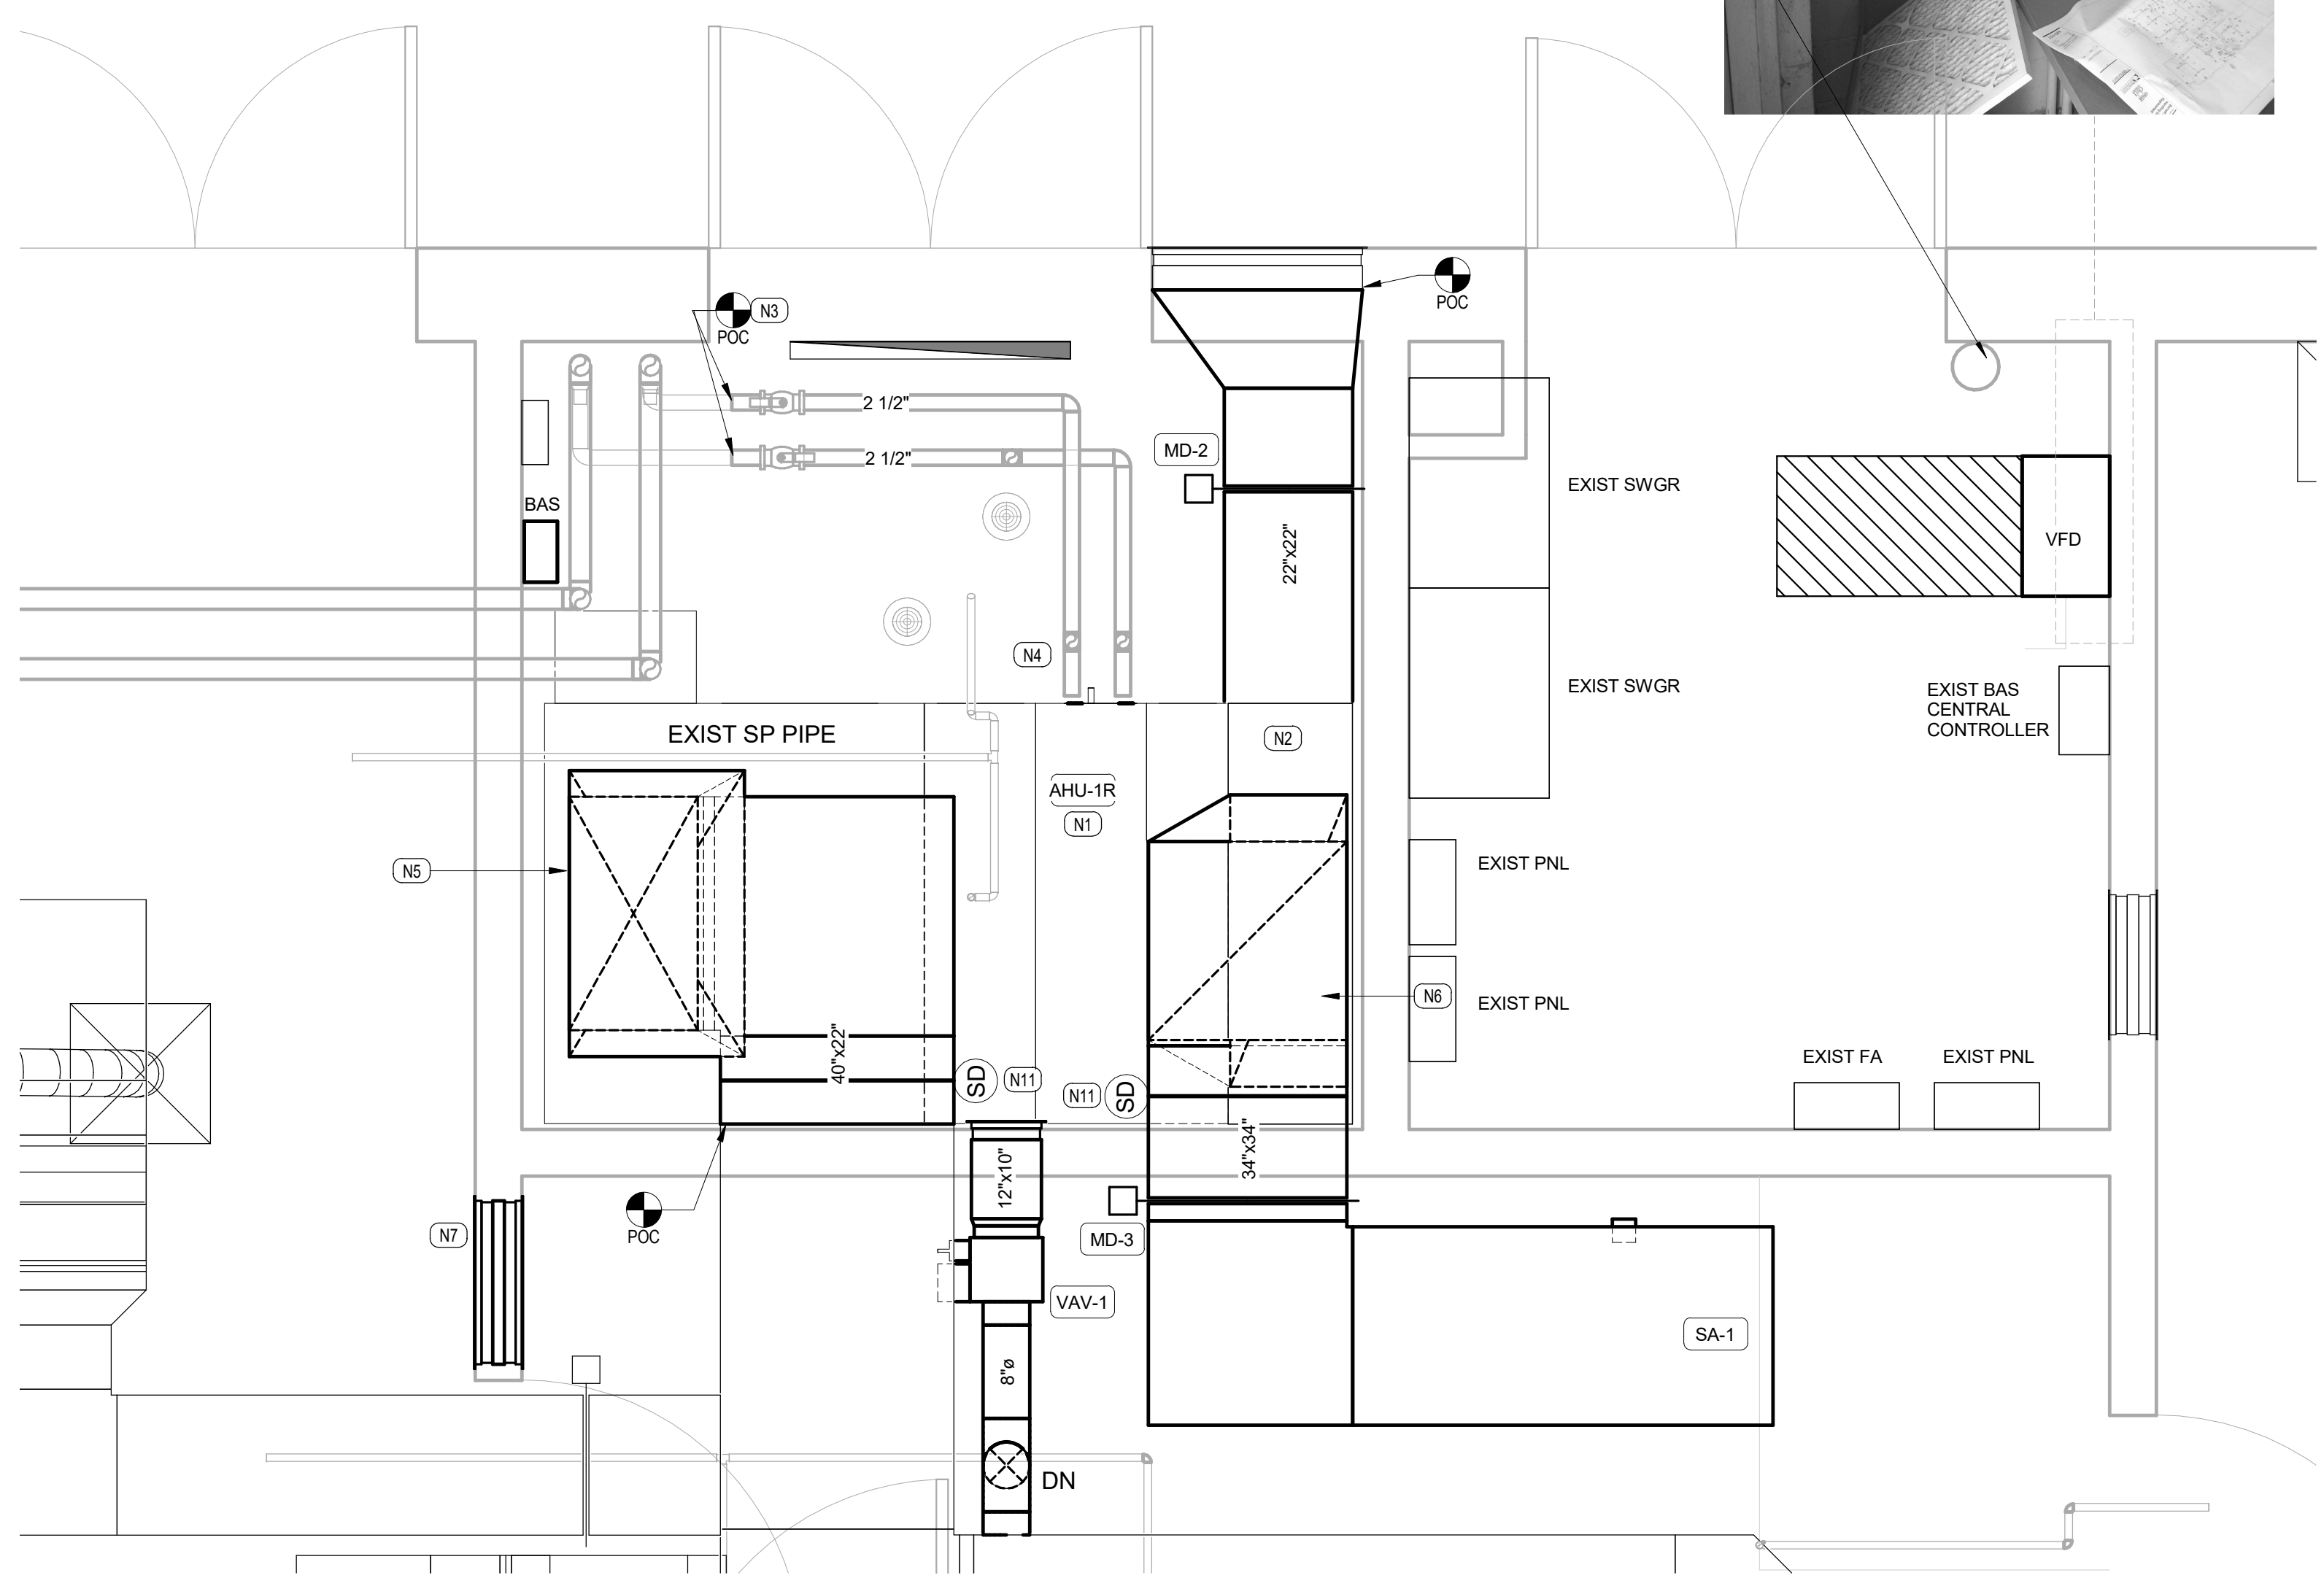 POC
N3
POC
2 1/2"
MD-2
2 1/2"
EXIST SWGR
BAS
22"x22"
VFD
N4
EXIST SWGR
EXIST BAS
CENTRAL
CONTROLLER
EXIST SP PIPE
N2
AHU-1R
N1
EXIST PNL
N5
N6
EXIST PNL
40"x22"
EXIST FA
EXIST PNL
SD
N11
N11
SD
34"x34"
12"x10"
POC
N7
MD-3
VAV-1
SA-1
8"ø
DN